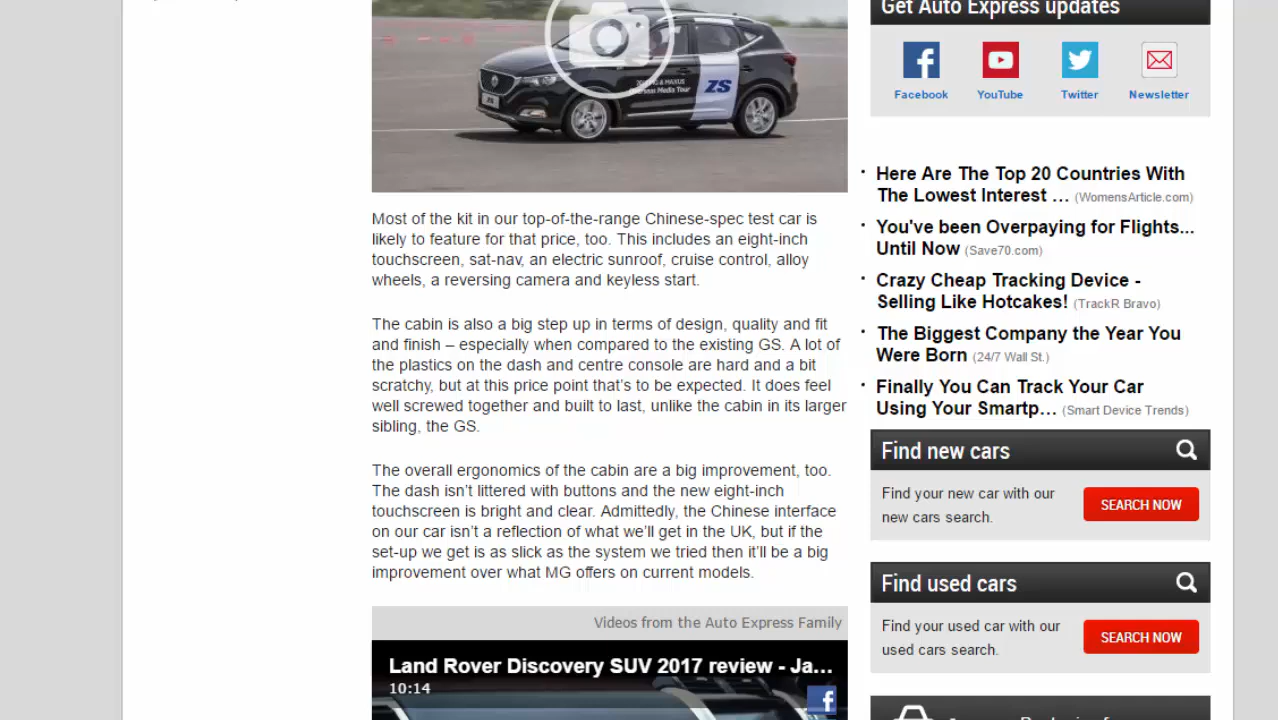 Get Auto Express updates
Facebook
YouTube
Twitter
Newsletter
ZS
Most of the kit in our top-of-the-range Chinese-spec test car is
likely to feature for that price, too. This includes an eight-inch
touchscreen, sat-nav, an electric sunroof, cruise control, alloy
wheels, a reversing camera and keyless start.
The cabin is also a big step up in terms of design, quality and fit
and finish – especially when compared to the existing GS. A lot of
the plastics on the dash and centre console are hard and a bit
scratchy, but at this price point that's to be expected. It does feel
well screwed together and built to last, unlike the cabin in its larger
sibling, the GS.
The overall ergonomics of the cabin are a big improvement, too.
The dash isn't littered with buttons and the new eight-inch
touchscreen is bright and clear. Admittedly, the Chinese interface
on our car isn't a reflection of what we'll get in the UK, but if the
set-up we get is as slick as the system we tried then it'll be a big
improvement over what MG offers on current models.
Videos from the Auto Express Family
Land Rover Discovery SUV 2017 review - Ja...
10:14
Here Are The Top 20 Countries With
The Lowest Interest … (WomensArticle.com)
You've been Overpaying for Flights...
Until Now (Save70.com)
Crazy Cheap Tracking Device -
Selling Like Hotcakes! (TrackR Bravo)
The Biggest Company the Year You
Were Born (24/7 Wall St.)
Finally You Can Track Your Car
Using Your Smartp… (Smart Device Trends)
Find new cars
Find your new car with our
new cars search.
SEARCH NOW
Find used cars
Find your used car with our
used cars search.
SEARCH NOW